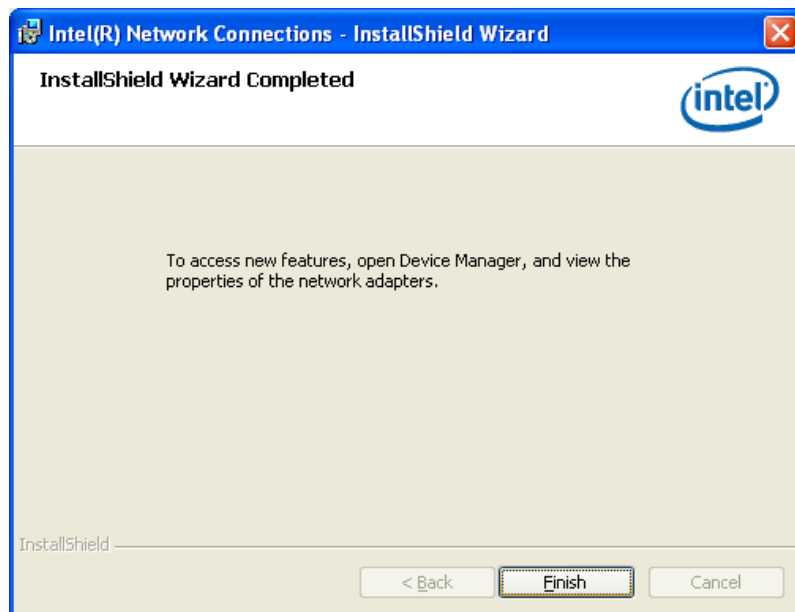 Intel(R) Network Connections - InstallShield Wizard
InstallShield Wizard Completed
intel
To access new features, open Device Manager, and view the
properties of the network adapters.
InstallShield
< Back
Finish
Cancel